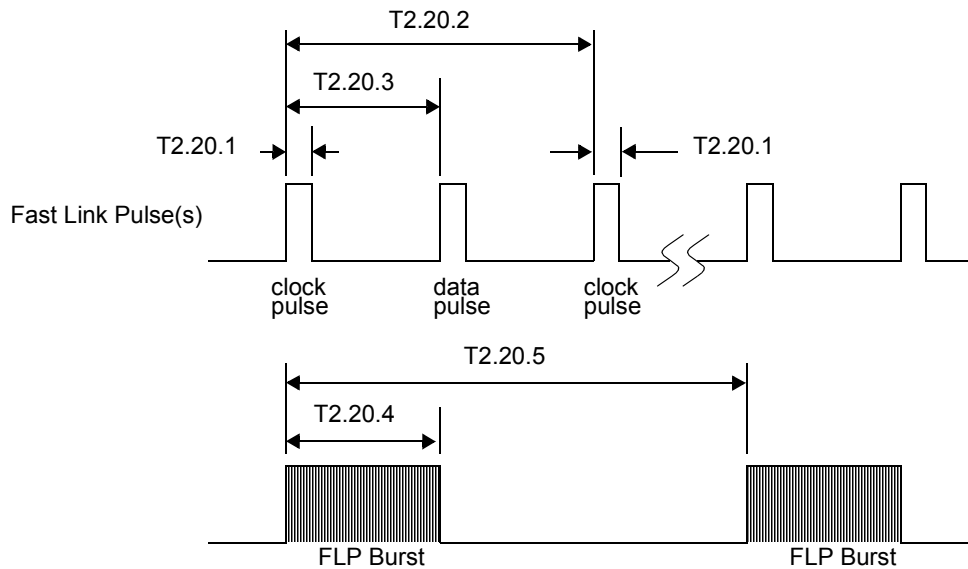 T2.20.2
T2.20.3
T2.20.1
T2.20.1
Fast Link Pulse(s)
clock
pulse
data
pulse
clock
pulse
T2.20.5
T2.20.4
FLP Burst
FLP Burst